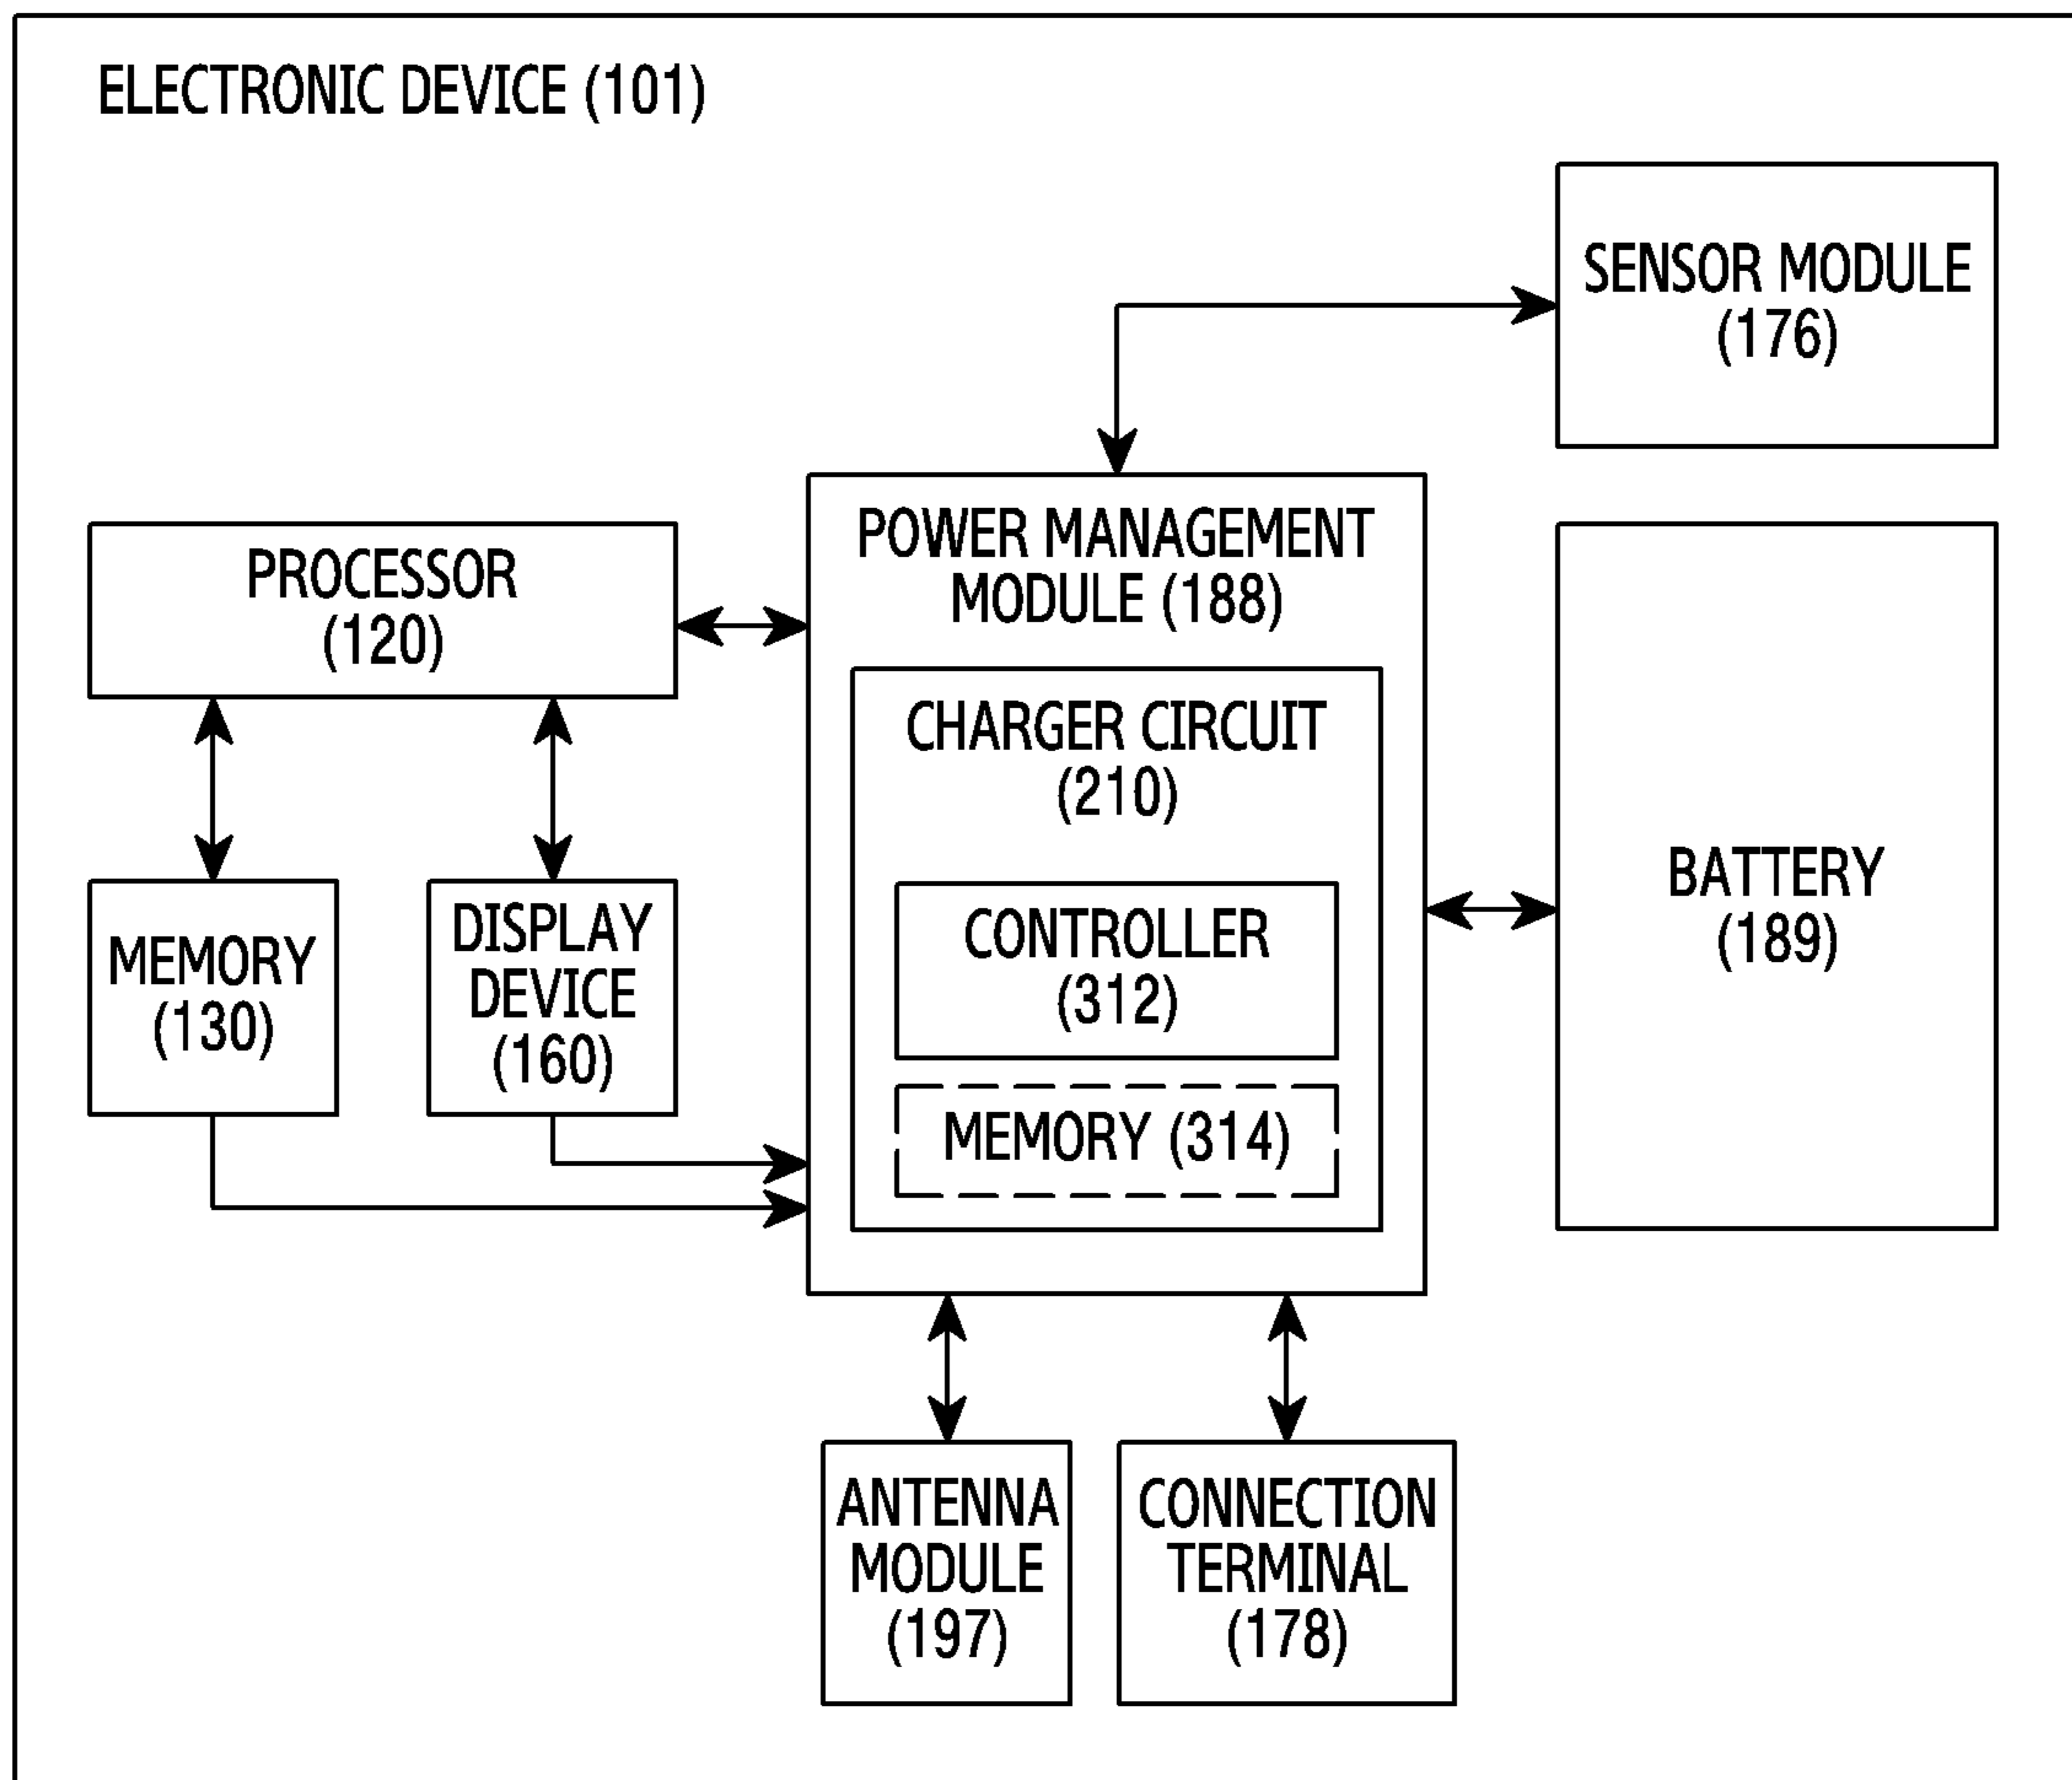 ELECTRONIC DEVICE (101)
SENSOR MODULE
(176)
POWER MANAGEMENT
MODULE (188)
PROCESSOR
(120)
CHARGER CIRCUIT
(210)
CONTROLLER
(312)
MEMORY (314)
BATTERY
(189)
MEMORY
(130)
DISPLAY
DEVICE
(160)
ANTENNA
MODULE
(197)
CONNECTION
TERMINAL
(178)